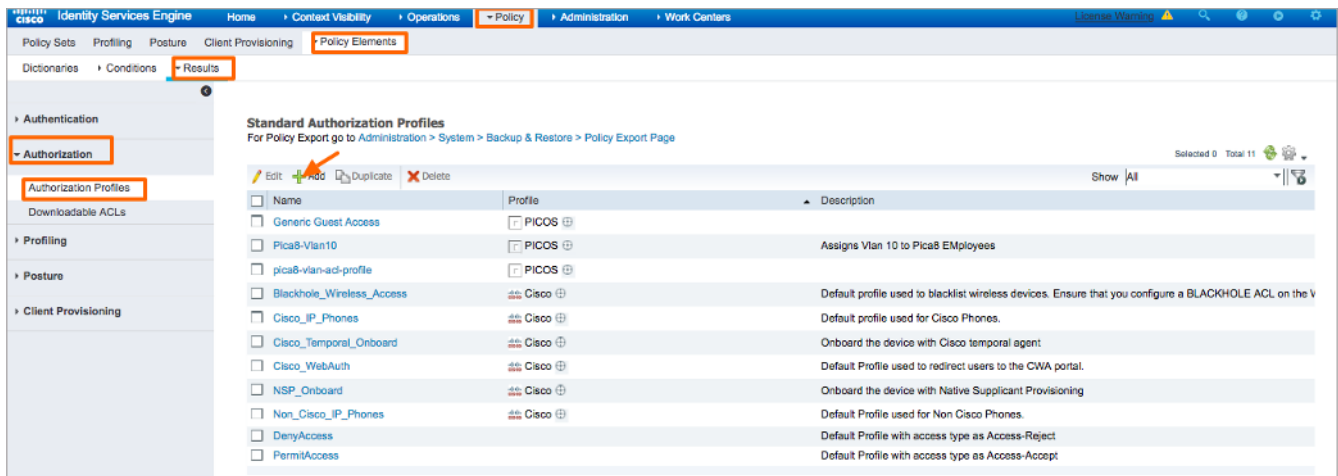 CISCO Identity Services Engine Home Context Visibility Operations Policy Administration Work Centers License Warning
Policy Sets Profiling Posture Client Provisioning Policy Elements
Dictionaries Conditions Results
Authentication
Authorization
Authorization Profiles
Downloadable ACLs
Profiling
Posture
Client Provisioning
Standard Authorization Profiles
For Policy Export go to Administration > System > Backup & Restore > Policy Export Page
Selected 0 Total 11
Edit Add Duplicate Delete Show All
Name Profile Description
Generic Guest Access PICOS
Pica8-Vlan10 PICOS Assigns Vlan 10 to Pica8 EMployees
pica8-vlan-acl-profile PICOS
Blackhole_Wireless_Access Cisco Default profile used to blacklist wireless devices. Ensure that you configure a BLACKHOLE ACL on the
Cisco_IP_Phones Cisco Default profile used for Cisco Phones.
Cisco_Temporal_Onboard Cisco Onboard the device with Cisco temporal agent
Cisco_WebAuth Cisco Default Profile used to redirect users to the CWA portal.
NSP_Onboard Cisco Onboard the device with Native Supplicant Provisioning
Non_Cisco_IP_Phones Cisco Default Profile used for Non Cisco Phones.
DenyAccess Default Profile with access type as Access-Reject
PermitAccess Default Profile with access type as Access-Accept